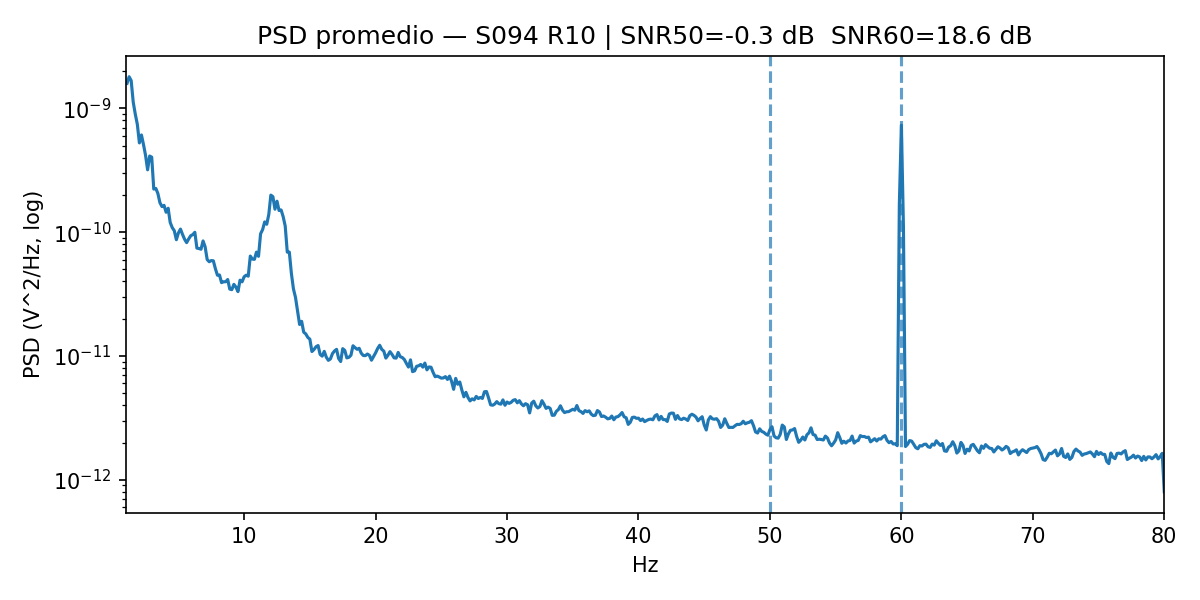 PSD promedio — S094 R10 | SNR50=-0.3 dB  SNR60=18.6 dB
PSD (V^2/Hz, log)
10⁻⁹
10⁻¹⁰
10⁻¹¹
10⁻¹²
10 20 30 40 50 60 70 80
Hz